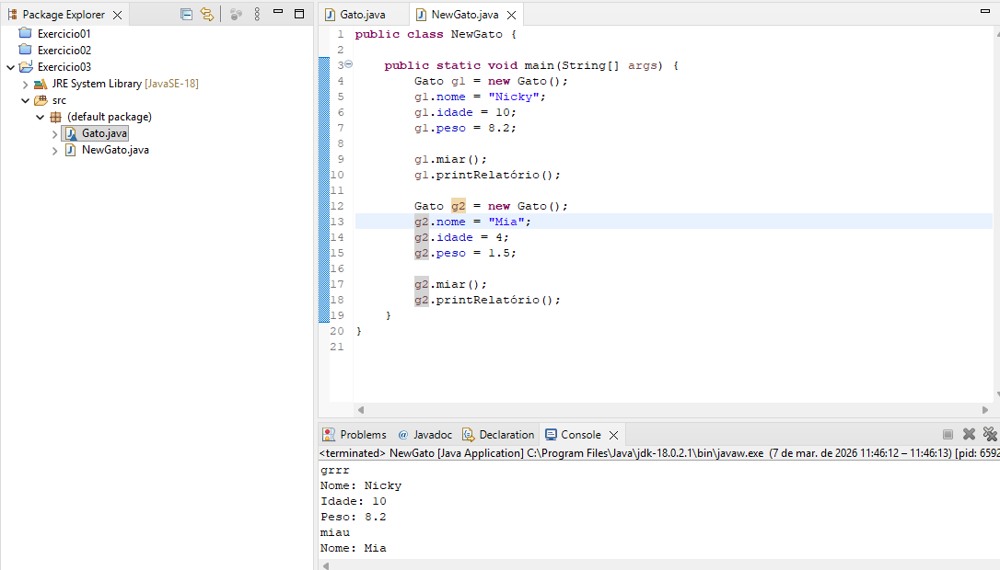 Package Explorer
Exercicio01
Exercicio02
Exercicio03
JRE System Library [JavaSE-18]
src
(default package)
Gato.java
NewGato.java
Gato.java
NewGato.java
1 public class NewGato {
2
3 public static void main(String[] args) {
4 Gato g1 = new Gato();
5 g1.nome = "Nicky";
6 g1.idade = 10;
7 g1.peso = 8.2;
8
9 g1.miar();
10 g1.printRelatório();
11
12 Gato g2 = new Gato();
13 g2.nome = "Mia";
14 g2.idade = 4;
15 g2.peso = 1.5;
16
17 g2.miar();
18 g2.printRelatório();
19 }
20 }
21
Problems @ Javadoc Declaration Console
<terminated> NewGato [Java Application] C:\Program Files\Java\jdk-18.0.2.1\bin\javaw.exe (7 de mar. de 2026 11:46:12 – 11:46:13) [pid: 6592
grrr
Nome: Nicky
Idade: 10
Peso: 8.2
miau
Nome: Mia